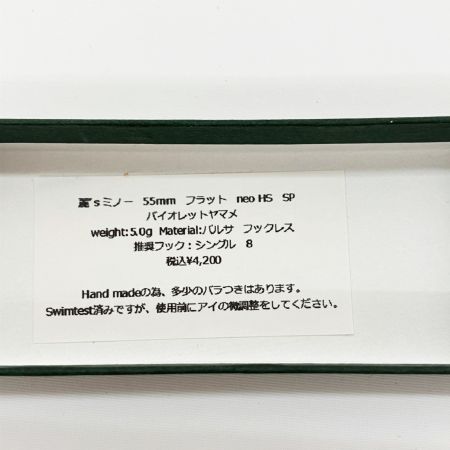 麗'sミノー 55mm フラット neo HS SP
バイオレットヤマメ
weight:5.0g Material:バルサ フックレス
推奨フック：シングル 8
税込¥4,200
Hand madeの為、多少のバラつきはあります。
Swimtest済みですが、使用前にアイの微調整をしてください。